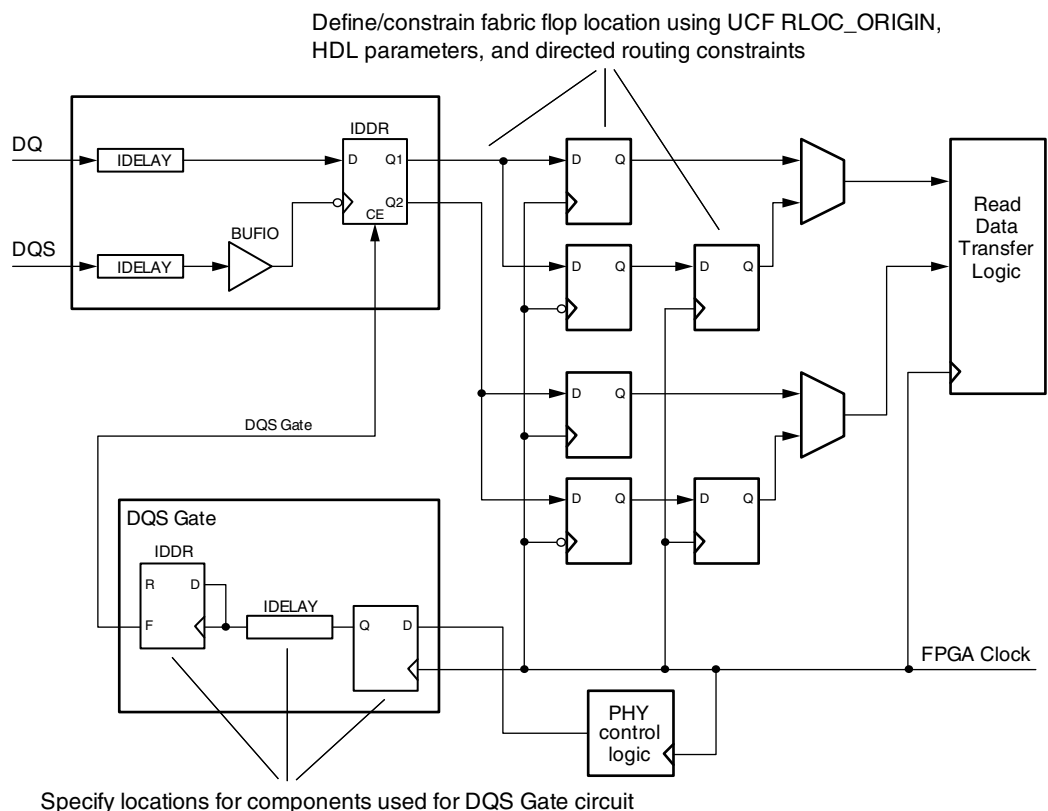 Define/constrain fabric flop location using UCF RLOC_ORIGIN,
HDL parameters, and directed routing constraints
DQ
IDELAY
IDDR
D
Q1
Q2
CE
DQS
IDELAY
BUFIO
D Q
D Q
D Q
D Q
D Q
D Q
Read
Data
Transfer
Logic
DQS Gate
DQS Gate
IDDR
R D
F
IDELAY
Q D
FPGA Clock
PHY
control
logic
Specify locations for components used for DQS Gate circuit